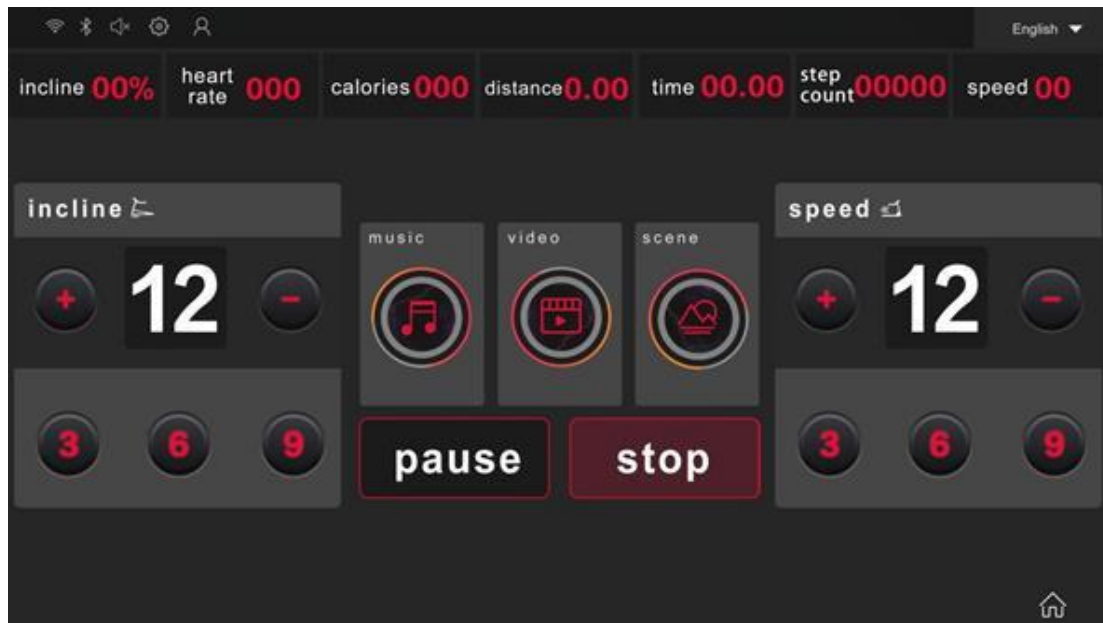 English
incline 00%
heart rate 000
calories 000
distance 0.00
time 00.00
step count 00000
speed 00
incline
+ 12 -
3 6 9
music
video
scene
pause
stop
speed
+ 12 -
3 6 9